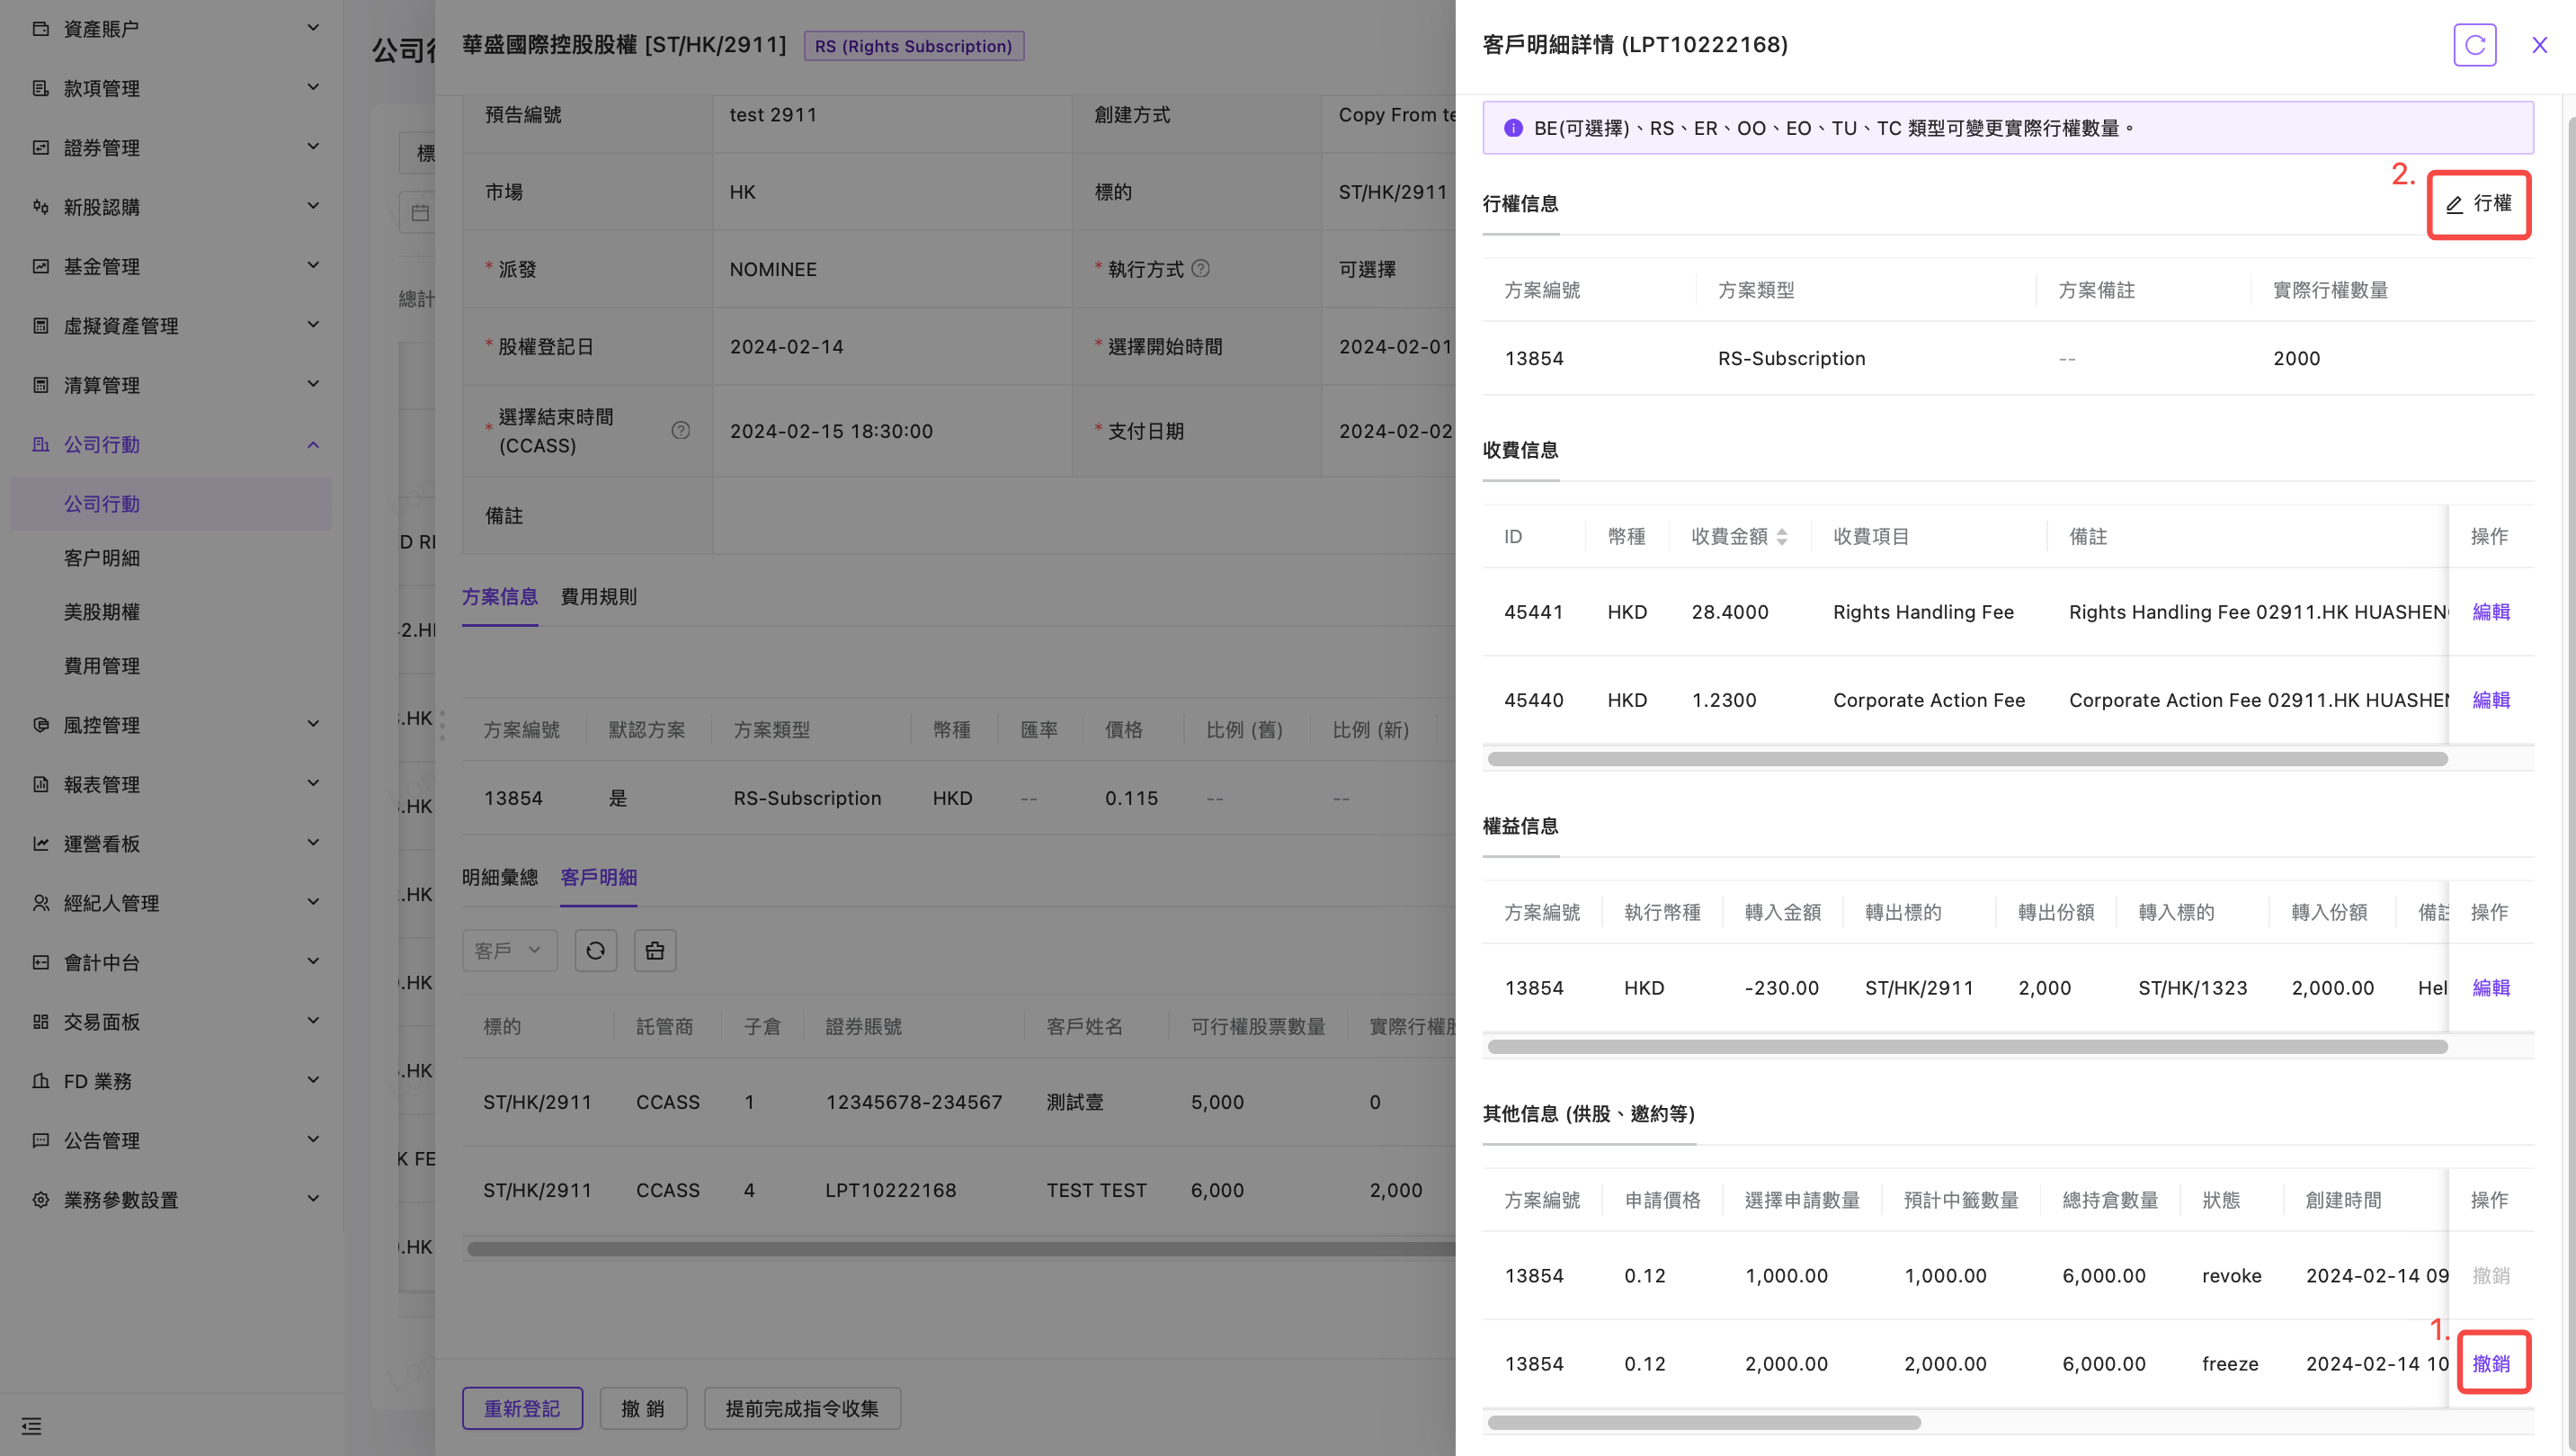 資產賬户
款項管理
證券管理
新股認購
基金管理
虛擬資產管理
清算管理
公司行動
公司行動
客户明細
美股期權
費用管理
風控管理
報表管理
運營看板
經紀人管理
會計中台
交易面板
FD 業務
公告管理
業務參數設置
公司行
標
總計
D RI
2.HK
.HK
.HK
.HK
.HK
.HK
K FE
.HK
華盛國際控股股權 [ST/HK/2911] RS (Rights Subscription)
預告編號 test 2911 創建方式 Copy From te
市場 HK 標的 ST/HK/2911
* 派發 NOMINEE * 執行方式 可選擇
* 股權登記日 2024-02-14 * 選擇開始時間 2024-02-01
* 選擇結束時間 (CCASS) 2024-02-15 18:30:00 * 支付日期 2024-02-02
備註
方案信息 費用規則
方案編號 默認方案 方案類型 幣種 匯率 價格 比例 (舊) 比例 (新)
13854 是 RS-Subscription HKD -- 0.115 -- --
明細彙總 客戶明細
客戶
標的 託管商 子倉 證券賬號 客戶姓名 可行權股票數量 實際行權股
ST/HK/2911 CCASS 1 12345678-234567 測試壹 5,000 0
ST/HK/2911 CCASS 4 LPT10222168 TEST TEST 6,000 2,000
重新登記 撤 銷 提前完成指令收集
客戶明細詳情 (LPT10222168)
BE(可選擇)、RS、ER、OO、EO、TU、TC 類型可變更實際行權數量。
2.
行權信息 行權
方案編號 方案類型 方案備註 實際行權數量
13854 RS-Subscription -- 2000
收費信息
ID 幣種 收費金額 收費項目 備註 操作
45441 HKD 28.4000 Rights Handling Fee Rights Handling Fee 02911.HK HUASHENG 編輯
45440 HKD 1.2300 Corporate Action Fee Corporate Action Fee 02911.HK HUASHEN 編輯
權益信息
方案編號 執行幣種 轉入金額 轉出標的 轉出份額 轉入標的 轉入份額 備註 操作
13854 HKD -230.00 ST/HK/2911 2,000 ST/HK/1323 2,000.00 Hel 編輯
其他信息 (供股、邀約等)
方案編號 申請價格 選擇申請數量 預計中籤數量 總持倉數量 狀態 創建時間 操作
13854 0.12 1,000.00 1,000.00 6,000.00 revoke 2024-02-14 09 撤銷
1.
13854 0.12 2,000.00 2,000.00 6,000.00 freeze 2024-02-14 10 撤銷